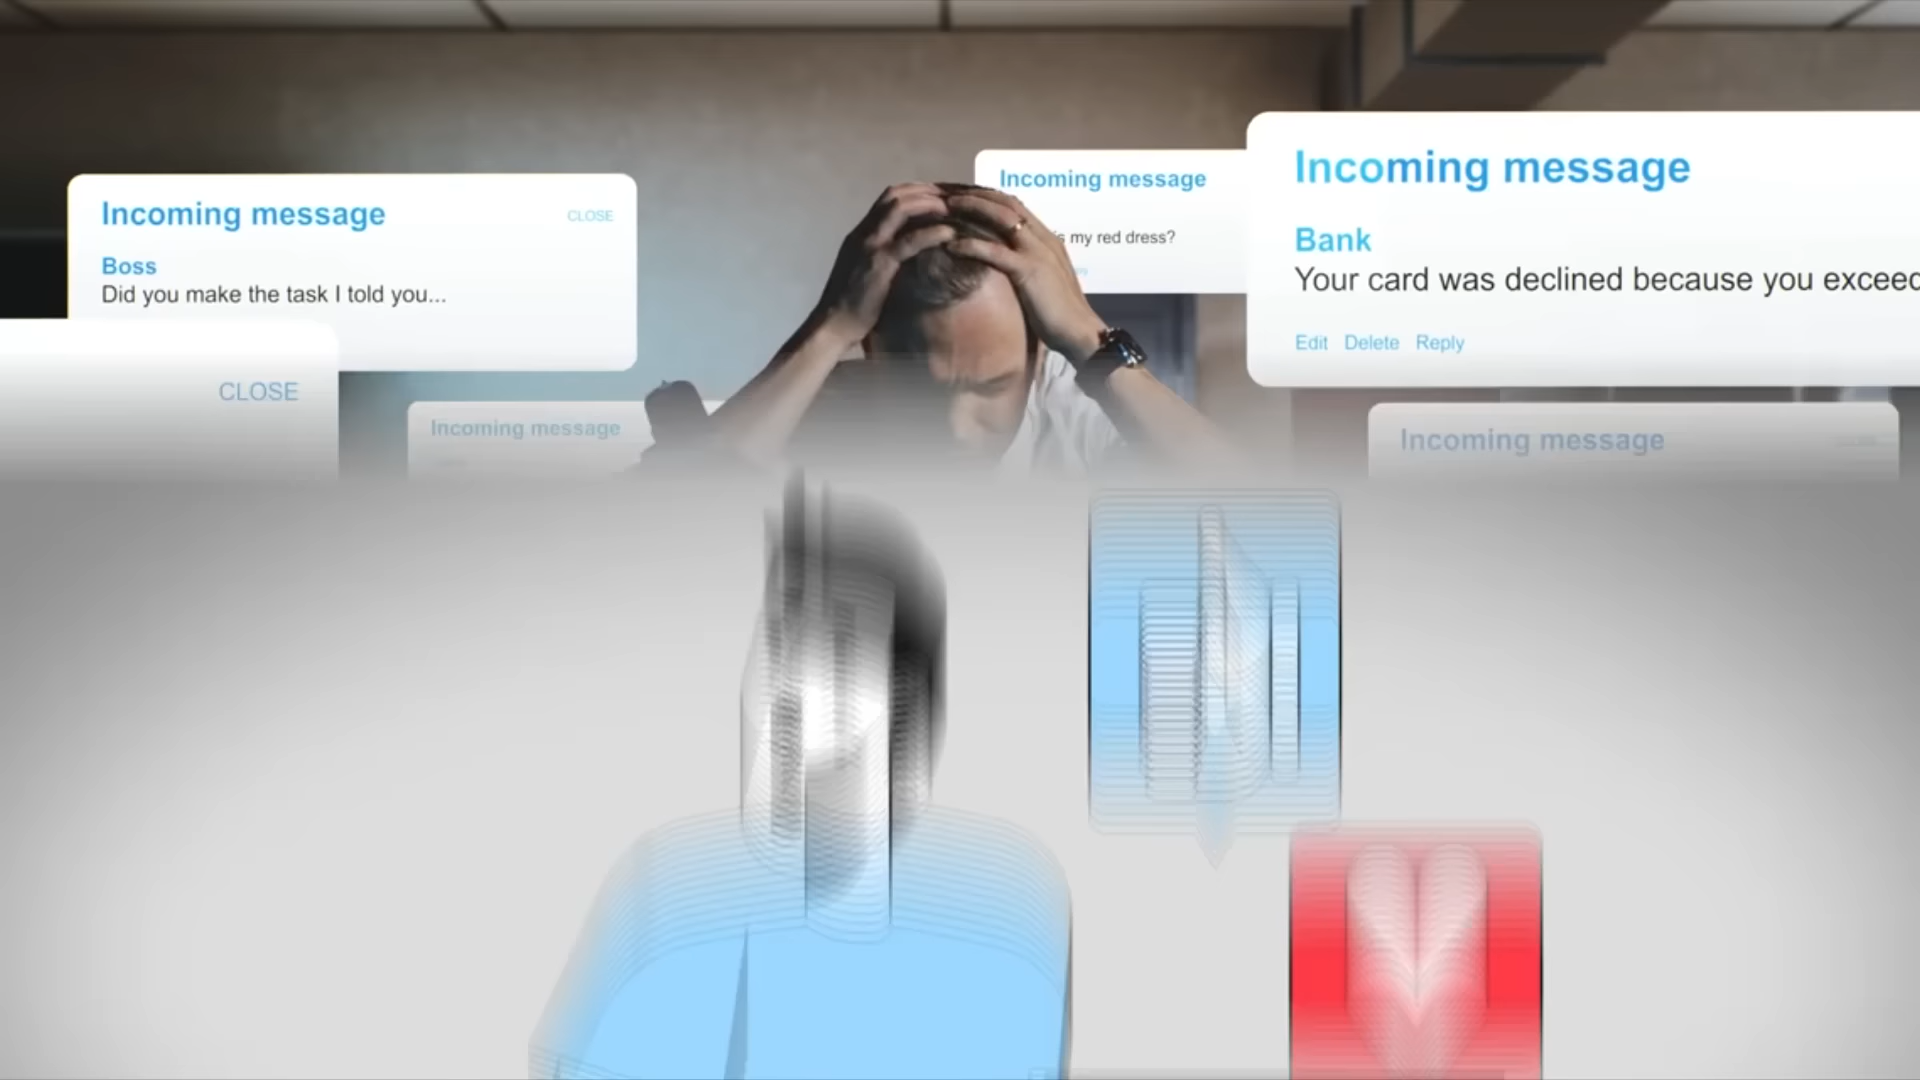 Incoming message
CLOSE
Boss
Did you make the task I told you...
CLOSE
Incoming message
Incoming message
is my red dress?
Incoming message
Bank
Your card was declined because you exceed
Edit Delete Reply
Incoming message